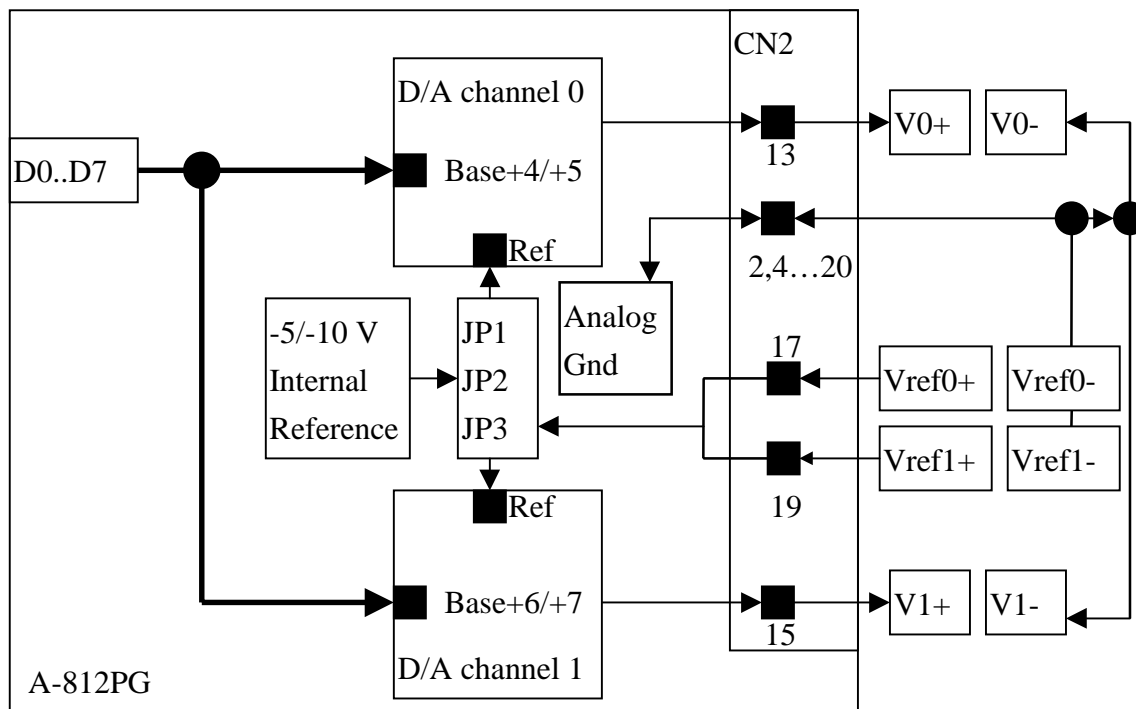 CN2
D/A channel 0
D0..D7
Base+4/+5
13
V0+
V0-
Ref
2,4…20
-5/-10 V
Internal
Reference
JP1
JP2
JP3
Analog
Gnd
17
Vref0+
Vref0-
Vref1+
Vref1-
19
Ref
Base+6/+7
15
V1+
V1-
D/A channel 1
A-812PG